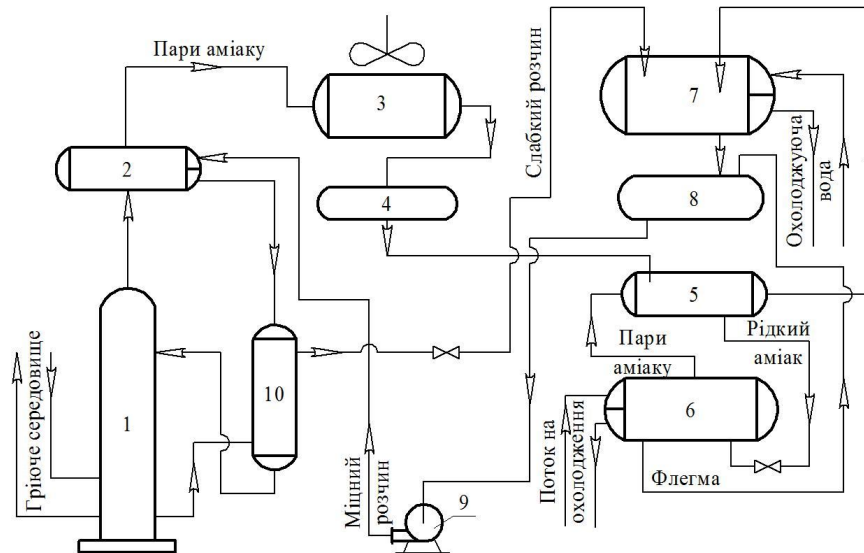 Пари аміаку
3
Слабкий розчин
7
2
4
8
Охолоджуюча
вода
5
Рідкий
аміак
Пари
аміаку
Гріюче середовище
1
10
6
Поток на
охолодження
Флегма
Міцний
розчин
9